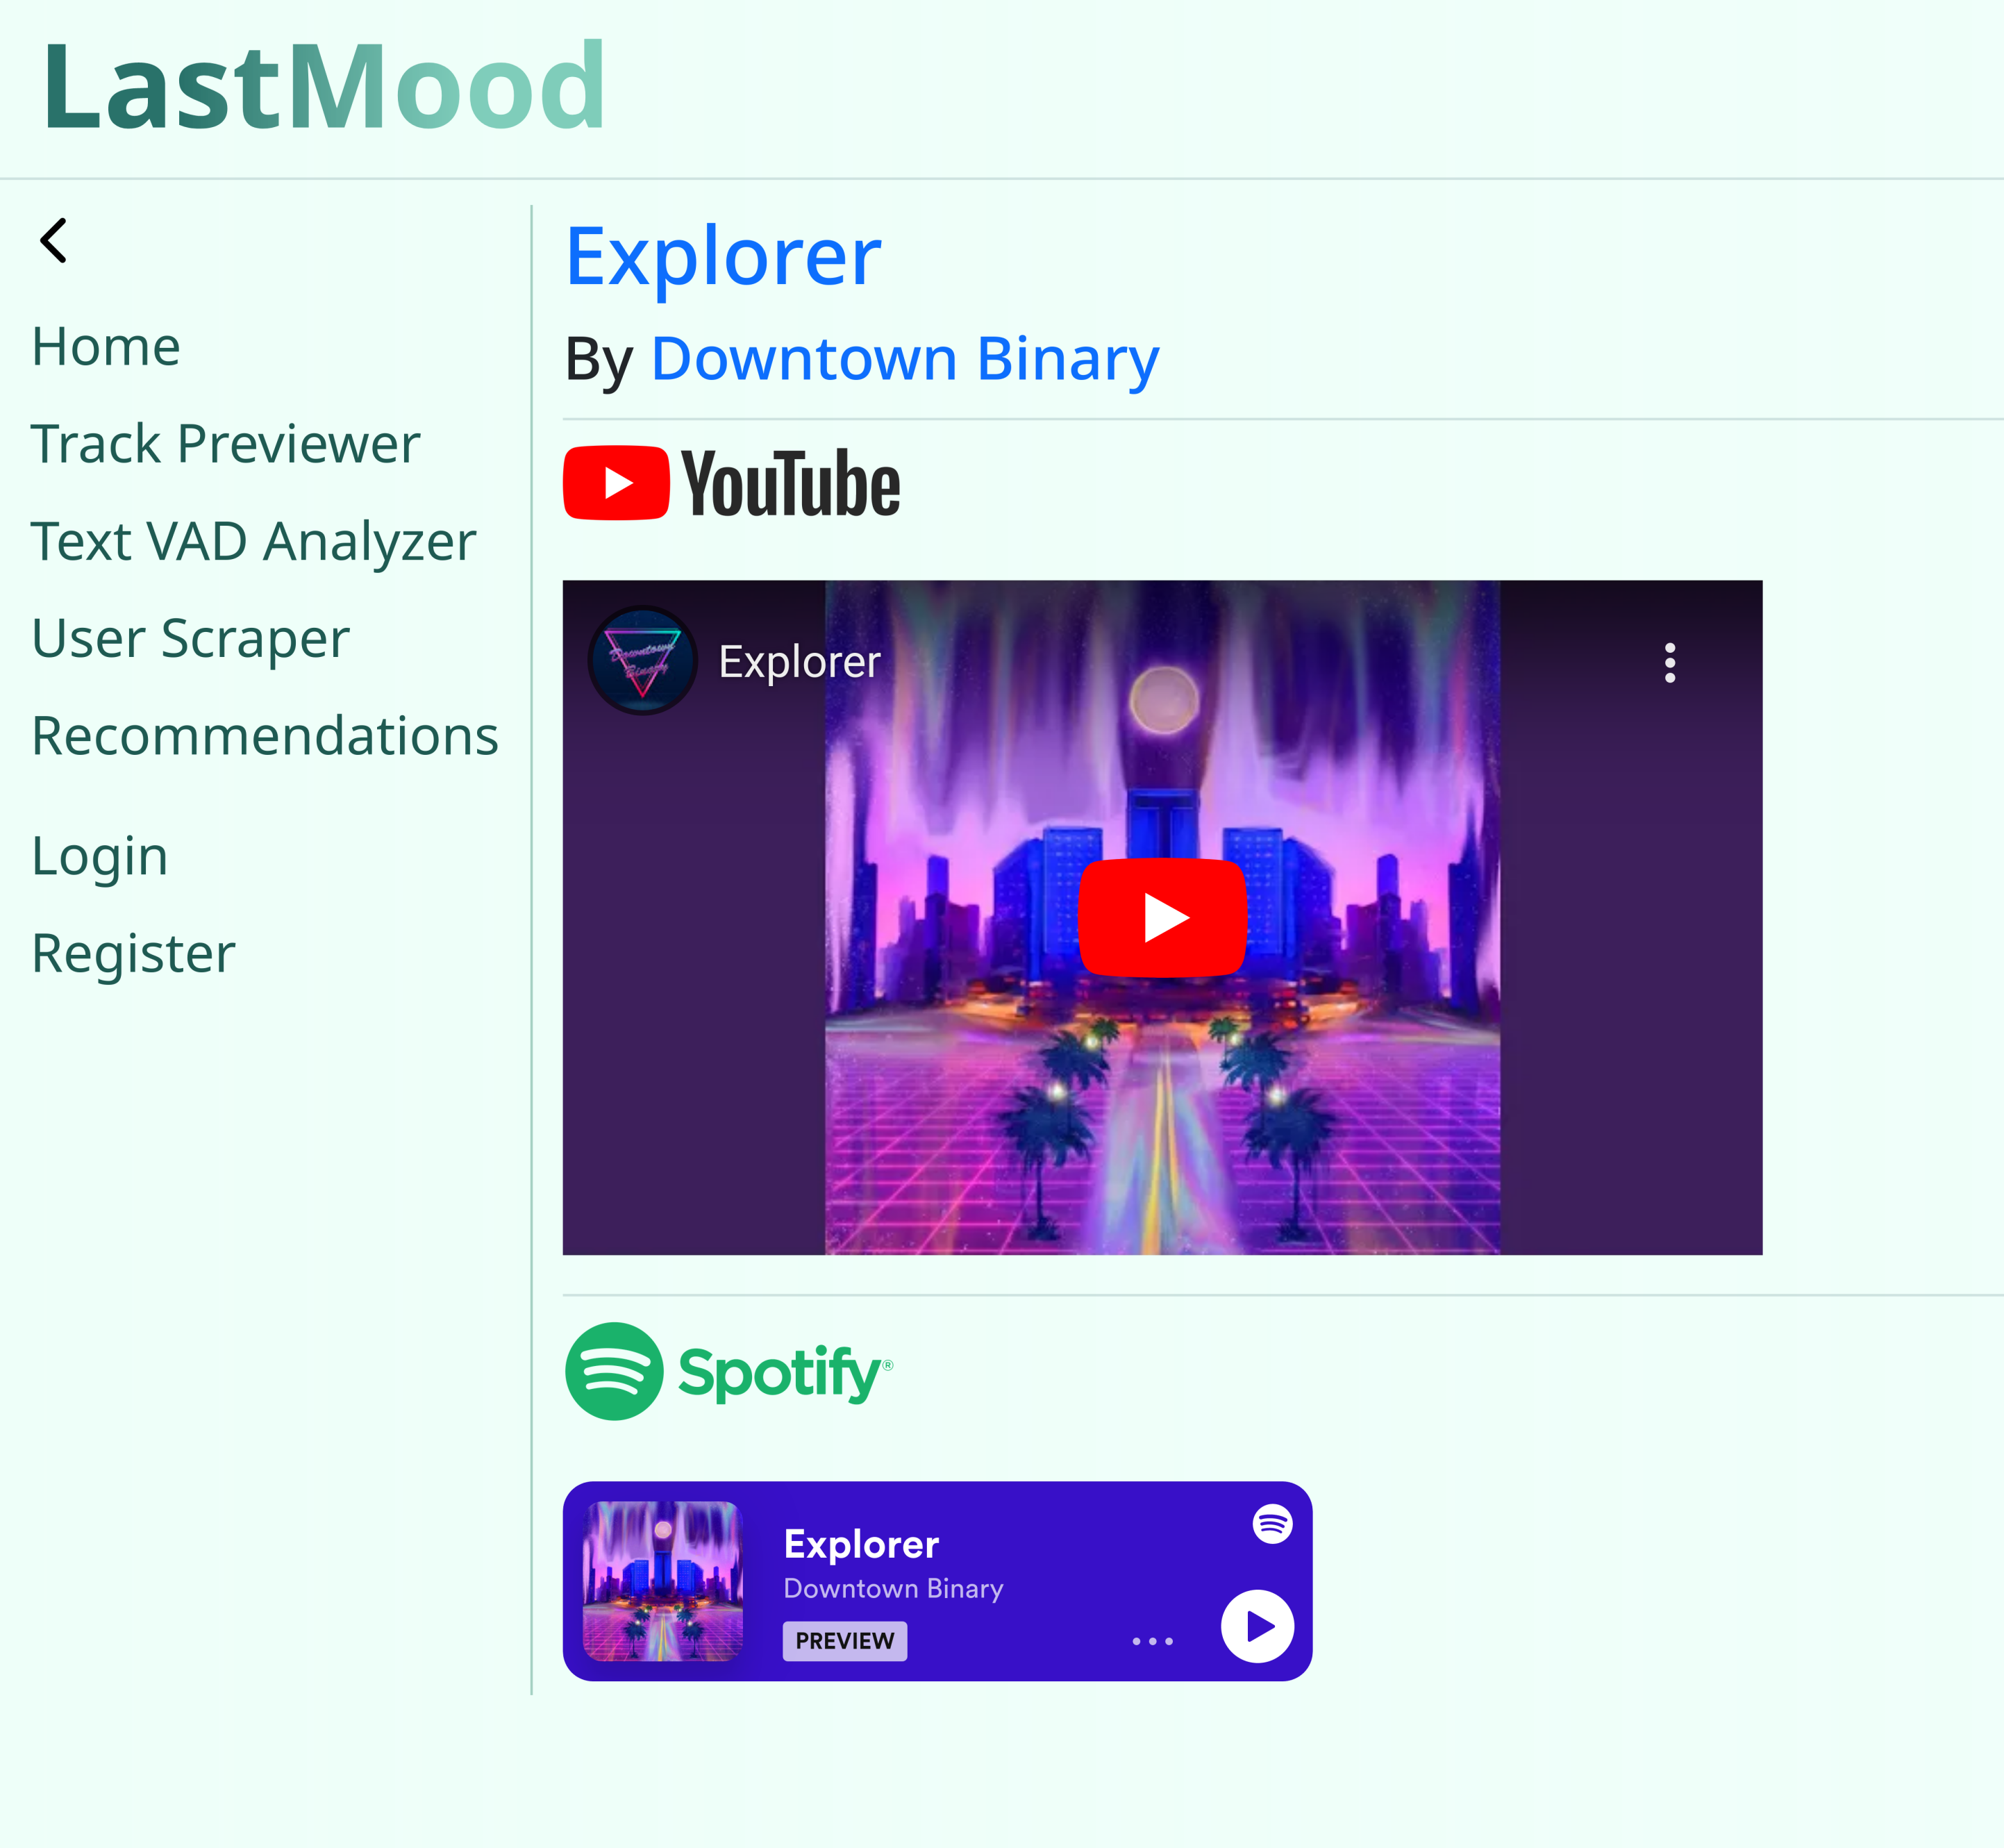 LastMood
Home
Track Previewer
Text VAD Analyzer
User Scraper
Recommendations
Login
Register
Explorer
By Downtown Binary
YouTube
Downtown
Binary
Explorer
Spotify®
Explorer
Downtown Binary
PREVIEW